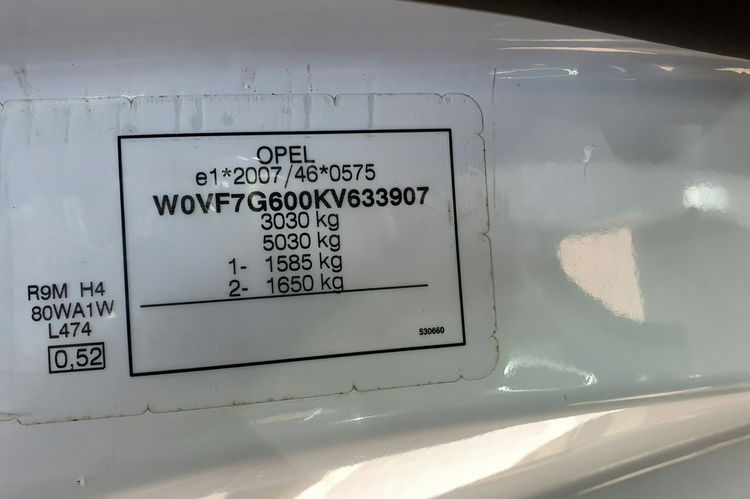 OPEL
e1*2007/46*0575
W0VF7G600KV633907
3030 kg
5030 kg
1- 1585 kg
2- 1650 kg
530660
R9M H4
80WA1W
L474
0,52